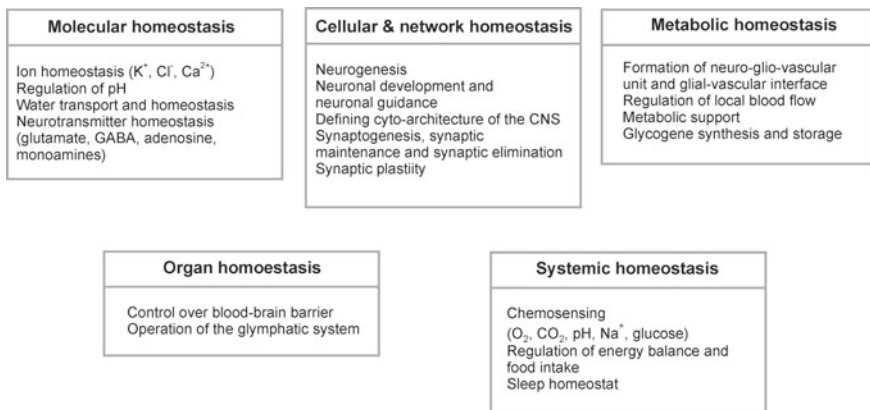 Molecular homeostasis
Ion homeostasis (K⁺, Cl⁻, Ca²⁺)
Regulation of pH
Water transport and homeostasis
Neurotransmitter homeostasis
(glutamate, GABA, adenosine,
monoamines)
Cellular & network homeostasis
Neurogenesis
Neuronal development and
neuronal guidance
Defining cyto-architecture of the CNS
Synaptogenesis, synaptic
maintenance and synaptic elimination
Synaptic plastiity
Metabolic homeostasis
Formation of neuro-glio-vascular
unit and glial-vascular interface
Regulation of local blood flow
Metabolic support
Glycogene synthesis and storage
Organ homoestasis
Control over blood-brain barrier
Operation of the glymphatic system
Systemic homeostasis
Chemosensing
(O₂, CO₂, pH, Na⁺, glucose)
Regulation of energy balance and
food intake
Sleep homeostat